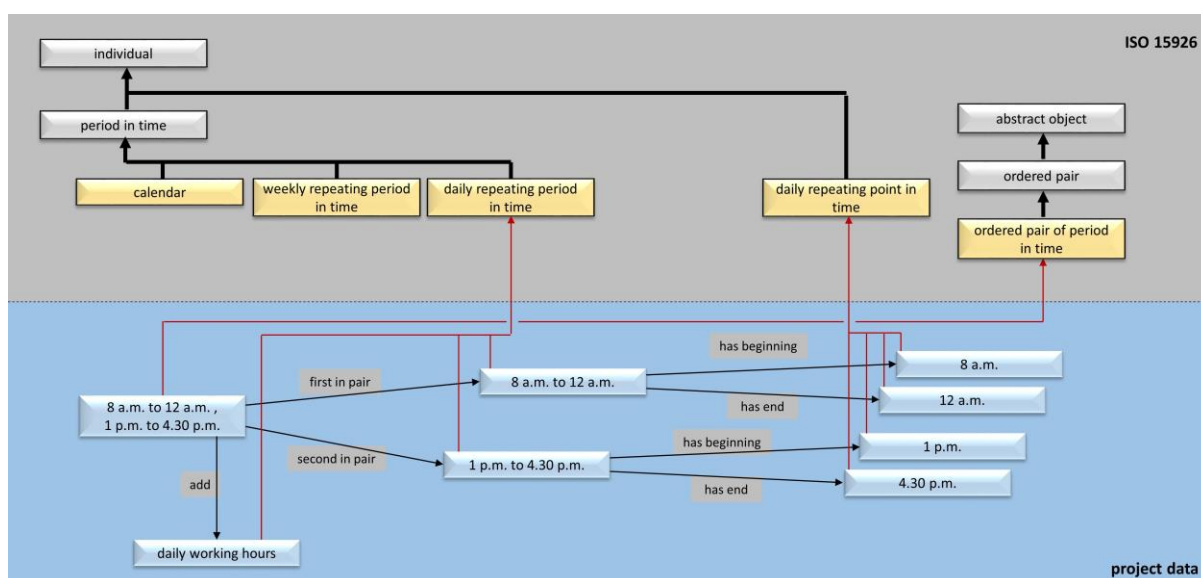 ISO 15926
individual
period in time
abstract object
ordered pair
calendar
weekly repeating period
in time
daily repeating period
in time
daily repeating point in
time
ordered pair of period
in time
has beginning
8 a.m.
first in pair
8 a.m. to 12 a.m.
has end
12 a.m.
8 a.m. to 12 a.m. ,
1 p.m. to 4.30 p.m.
has beginning
1 p.m.
second in pair
1 p.m. to 4.30 p.m.
has end
4.30 p.m.
add
daily working hours
project data